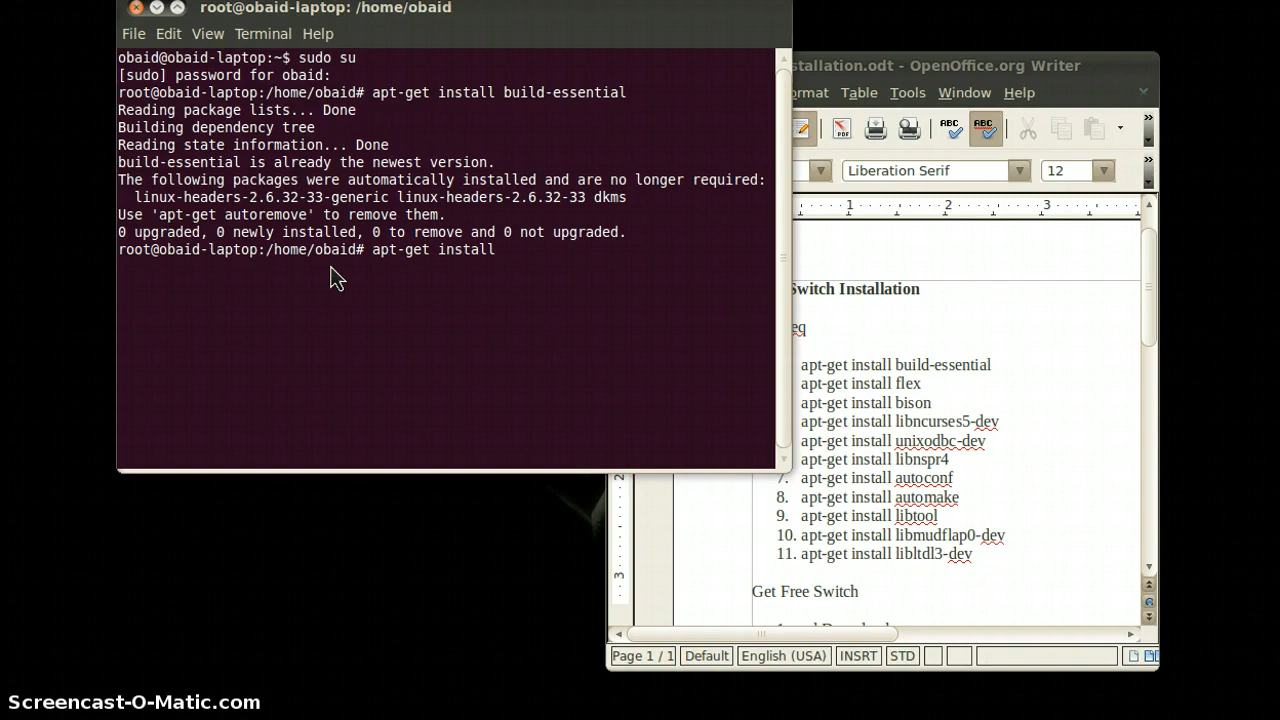 root@obaid-laptop: /home/obaid
File Edit View Terminal Help
obaid@obaid-laptop:~$ sudo su
[sudo] password for obaid:
root@obaid-laptop:/home/obaid# apt-get install build-essential
Reading package lists... Done
Building dependency tree
Reading state information... Done
build-essential is already the newest version.
The following packages were automatically installed and are no longer required:
linux-headers-2.6.32-33-generic linux-headers-2.6.32-33 dkms
Use 'apt-get autoremove' to remove them.
0 upgraded, 0 newly installed, 0 to remove and 0 not upgraded.
root@obaid-laptop:/home/obaid# apt-get install
stallation.odt - OpenOffice.org Writer
ormat Table Tools Window Help
ABC ABC
Liberation Serif 12
1 2 3
Switch Installation
eq
apt-get install build-essential
apt-get install flex
apt-get install bison
apt-get install libncurses5-dev
apt-get install unixodbc-dev
apt-get install libnspr4
7. apt-get install autoconf
8. apt-get install automake
9. apt-get install libtool
10. apt-get install libmudflap0-dev
11. apt-get install libltdl3-dev
Get Free Switch
2
3
Page 1 / 1 Default English (USA) INSRT STD
Screencast-O-Matic.com